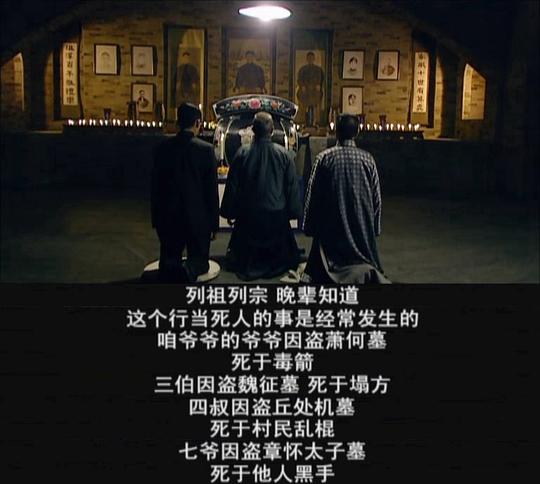 列祖列宗 晚辈知道
这个行当死人的事是经常发生的
咱爷爷的爷爷因盗萧何墓
死于毒箭
三伯因盗魏征墓 死于塌方
四叔因盗丘处机墓
死于村民乱棍
七爷因盗章怀太子墓
死于他人黑手